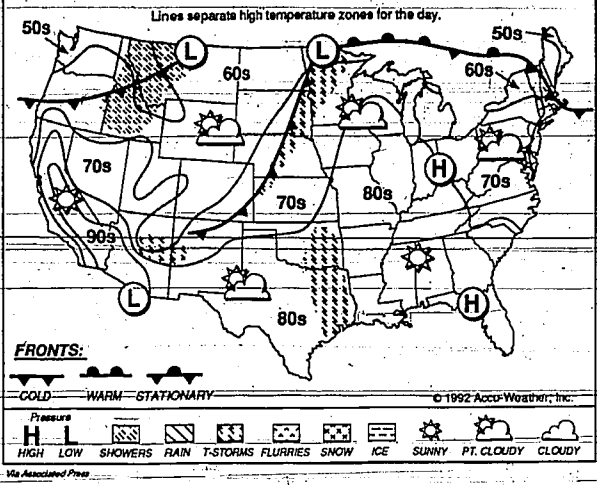 Lines separate high temperature zones for the day.
50s
L
L
50s
60s
60s
70s
H
70s
70s
80s
90s
L
80s
H
FRONTS:
COLD WARM STATIONARY
© 1992 Accu-Weather, Inc.
Pressure
H L
HIGH LOW SHOWERS RAIN T-STORMS FLURRIES SNOW ICE SUNNY PT. CLOUDY CLOUDY
Via Associated Press